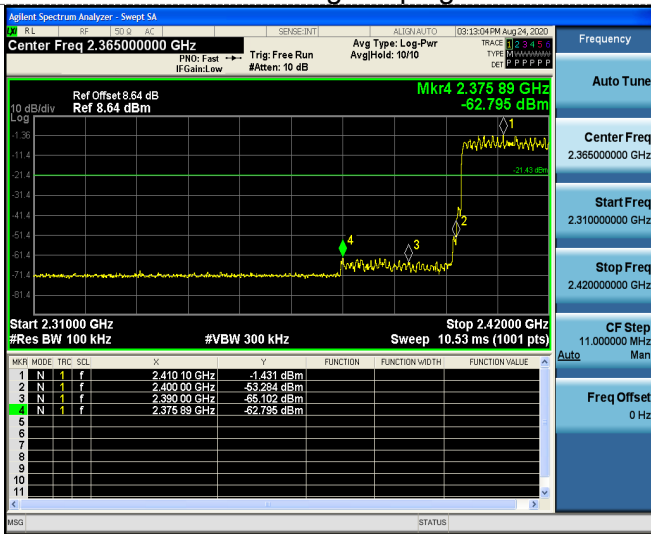 Agilent Spectrum Analyzer - Swept SA
RL RF 50 Ω AC SENSE:INT ALIGN AUTO 03:13:04 PM Aug 24, 2020
Center Freq 2.365000000 GHz
PNO: Fast
IFGain:Low
Trig: Free Run
#Atten: 10 dB
Avg Type: Log-Pwr
Avg|Hold: 10/10
TRACE 1 2 3 4 5 6
TYPE M
DET P P P P P P
Mkr4 2.375 89 GHz
-62.795 dBm
Ref Offset 8.64 dB
10 dB/div Ref 8.64 dBm
Log
-1.36
-11.4
-21.4
-31.4
-41.4
-51.4
-61.4
-71.4
-81.4
-21.43 dBm
1
2
3
4
Start 2.31000 GHz Stop 2.42000 GHz
#Res BW 100 kHz #VBW 300 kHz Sweep 10.53 ms (1001 pts)
MKR MODE TRC SCL X Y FUNCTION FUNCTION WIDTH FUNCTION VALUE
1 N 1 f 2.410 10 GHz -1.431 dBm
2 N 1 f 2.400 00 GHz -53.284 dBm
3 N 1 f 2.390 00 GHz -65.102 dBm
4 N 1 f 2.375 89 GHz -62.795 dBm
5
6
7
8
9
10
11
MSG STATUS
Frequency
Auto Tune
Center Freq
2.365000000 GHz
Start Freq
2.310000000 GHz
Stop Freq
2.420000000 GHz
CF Step
11.000000 MHz
Auto Man
Freq Offset
0 Hz